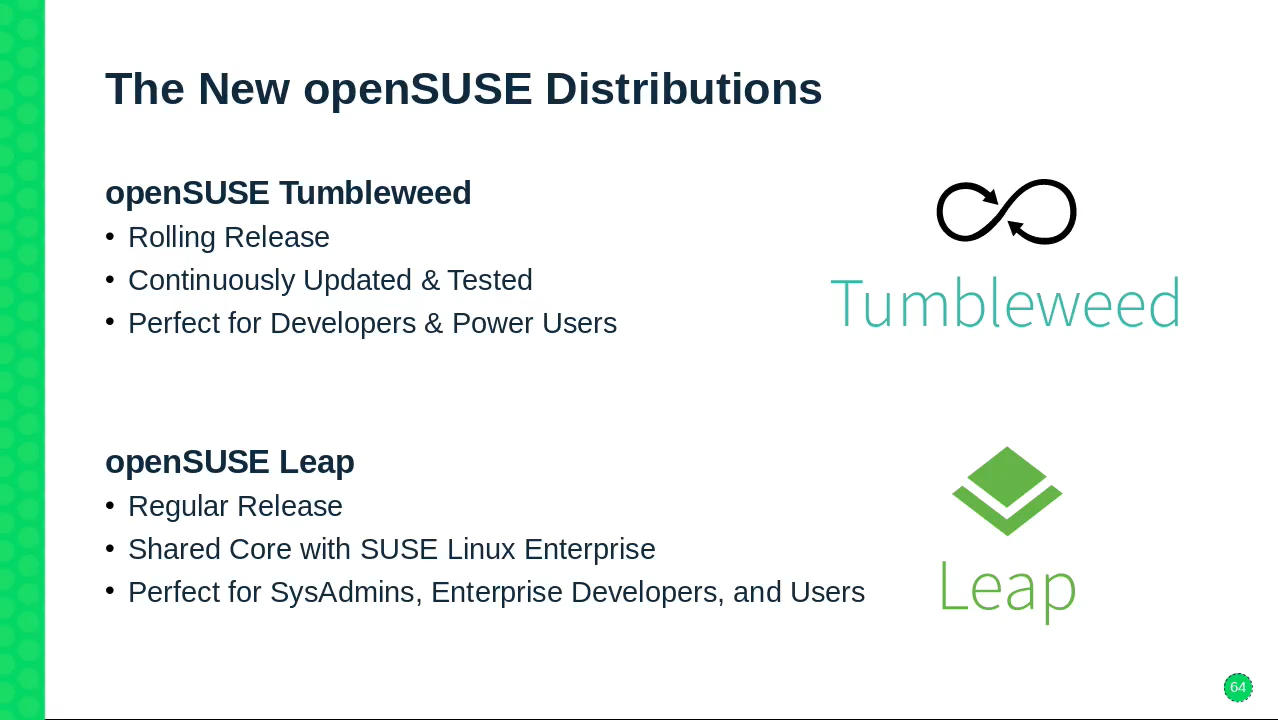 The New openSUSE Distributions
openSUSE Tumbleweed
• Rolling Release
• Continuously Updated & Tested
• Perfect for Developers & Power Users
Tumbleweed
openSUSE Leap
• Regular Release
• Shared Core with SUSE Linux Enterprise
• Perfect for SysAdmins, Enterprise Developers, and Users
Leap
64